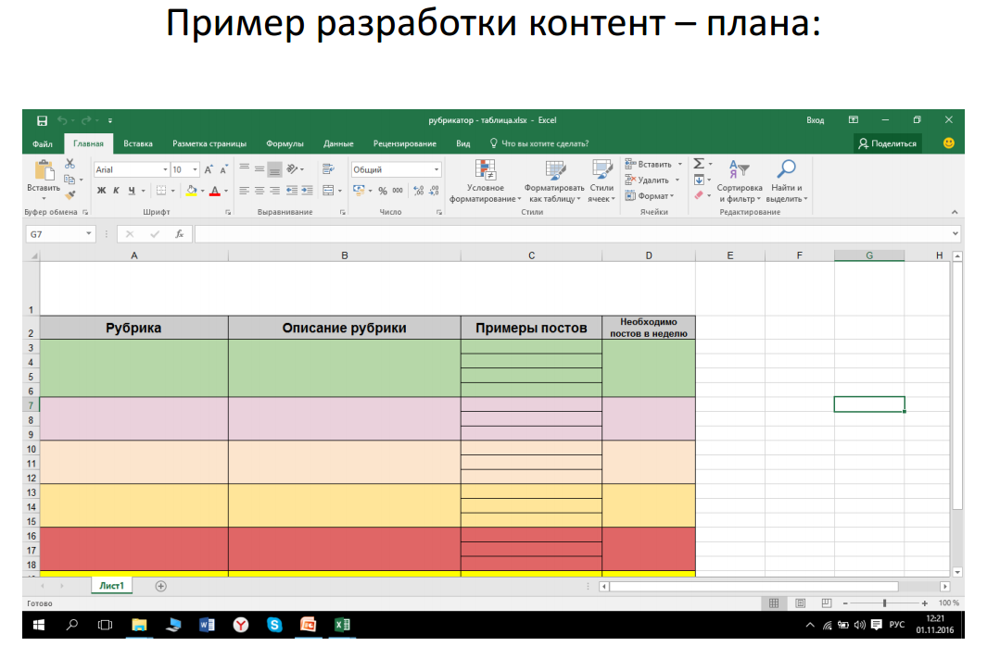 Пример разработки контент – плана:
рубрикатор - таблица.xlsx - Excel
Вход
Файл Главная Вставка Разметка страницы Формулы Данные Рецензирование Вид Что вы хотите сделать? Поделиться
Вставить
Arial 10
Ж К Ч
Общий
% 000
Условное форматирование
Форматировать как таблицу
Стили ячеек
Вставить
Удалить
Формат
Сортировка и фильтр
Найти и выделить
Буфер обмена Шрифт Выравнивание Число Стили Ячейки Редактирование
G7 fx
A B C D E F G H
1
2 Рубрика Описание рубрики Примеры постов Необходимо постов в неделю
3
4
5
6
7
8
9
10
11
12
13
14
15
16
17
18
Лист1
Готово 100 %
РУС 12:21
01.11.2016